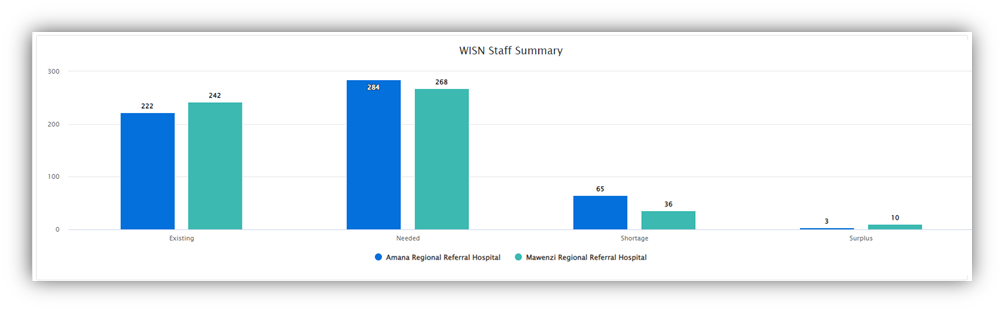 WISN Staff Summary
300
200
100
0
222
242
284
268
65
36
3
10
Existing
Needed
Shortage
Surplus
Amana Regional Referral Hospital
Mawenzi Regional Referral Hospital